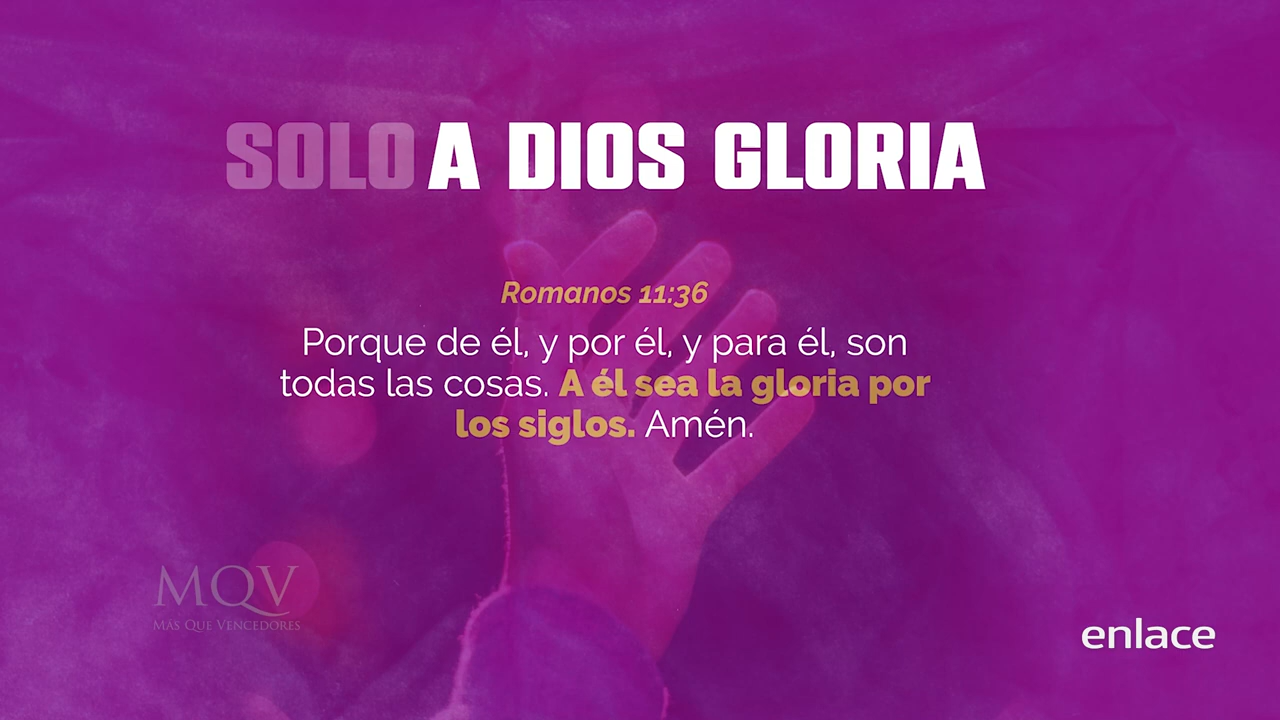 SOLO A DIOS GLORIA
Romanos 11:36
Porque de él, y por él, y para él, son
todas las cosas. A él sea la gloria por
los siglos. Amén.
MQV
MÁS QUE VENCEDORES
enlace